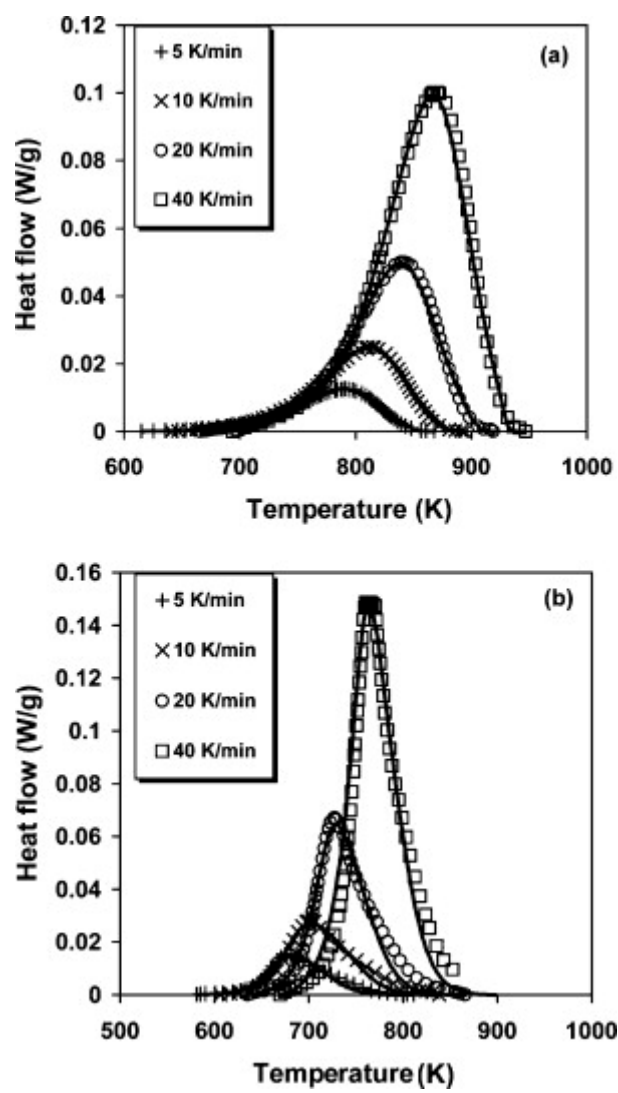 0.12
0.1
0.08
0.06
0.04
0.02
0
Heat flow (W/g)
+ 5 K/min
× 10 K/min
○ 20 K/min
□ 40 K/min
(a)
600 700 800 900 1000
Temperature (K)
0.16
0.14
0.12
0.1
0.08
0.06
0.04
0.02
0
Heat flow (W/g)
+ 5 K/min
× 10 K/min
○ 20 K/min
□ 40 K/min
(b)
500 600 700 800 900 1000
Temperature (K)